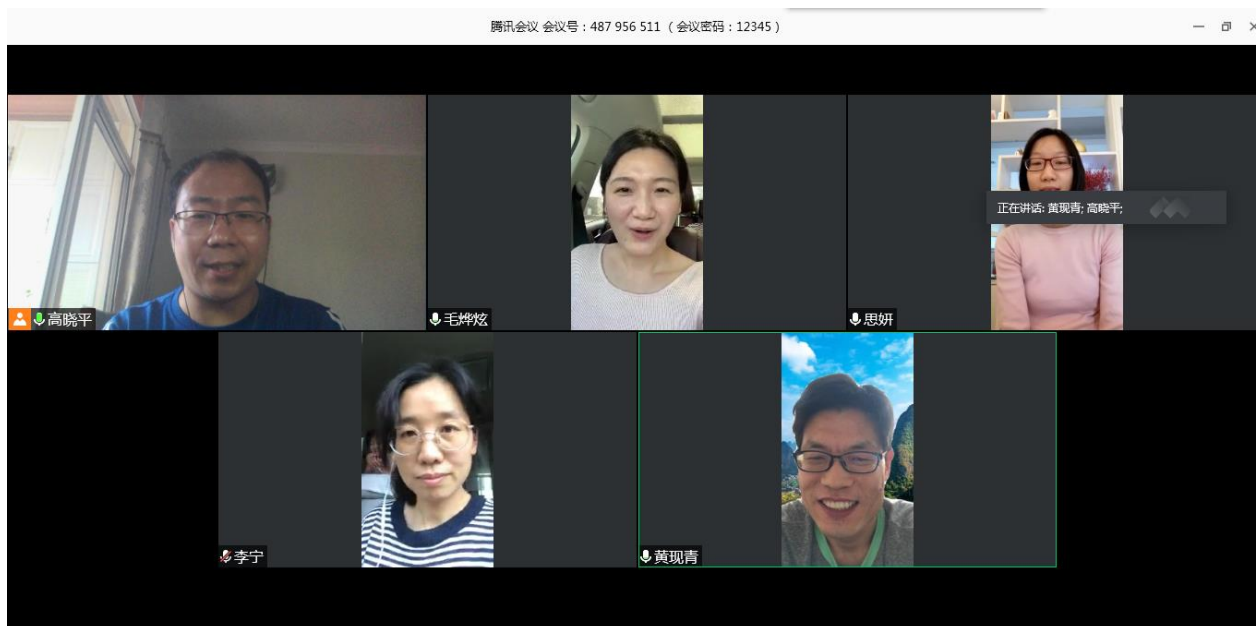 腾讯会议 会议号：487 956 511 （ 会议密码：12345 ）
正在讲话: 黄现青; 高晓平;
高晓平
毛烨炫
思妍
李宁
黄现青